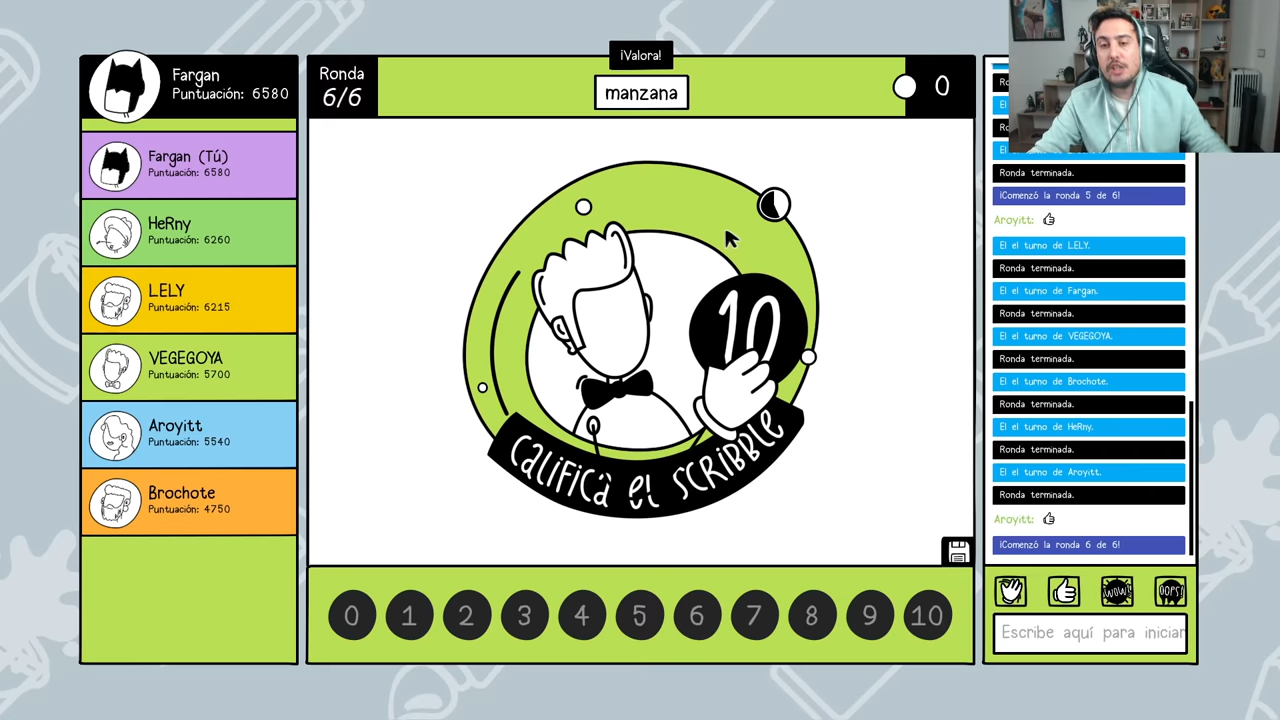 Fargan
Puntuación: 6580
Fargan (Tú)
Puntuación: 6580
HeRny
Puntuación: 6260
LELY
Puntuación: 6215
VEGEGOYA
Puntuación: 5700
Aroyitt
Puntuación: 5540
Brochote
Puntuación: 4750
Ronda
6/6
¡Valora!
manzana
0
10
calificà el scribble
0 1 2 3 4 5 6 7 8 9 10
Ro
El
Ro
El
Ronda terminada.
¡Comenzó la ronda 5 de 6!
Aroyitt:
El el turno de LELY.
Ronda terminada.
El el turno de Fargan.
Ronda terminada.
El el turno de VEGEGOYA.
Ronda terminada.
El el turno de Brochote.
Ronda terminada.
El el turno de HeRny.
Ronda terminada.
El el turno de Aroyitt.
Ronda terminada.
Aroyitt:
¡Comenzó la ronda 6 de 6!
WOW!
OOPS!
Escribe aquí para iniciar